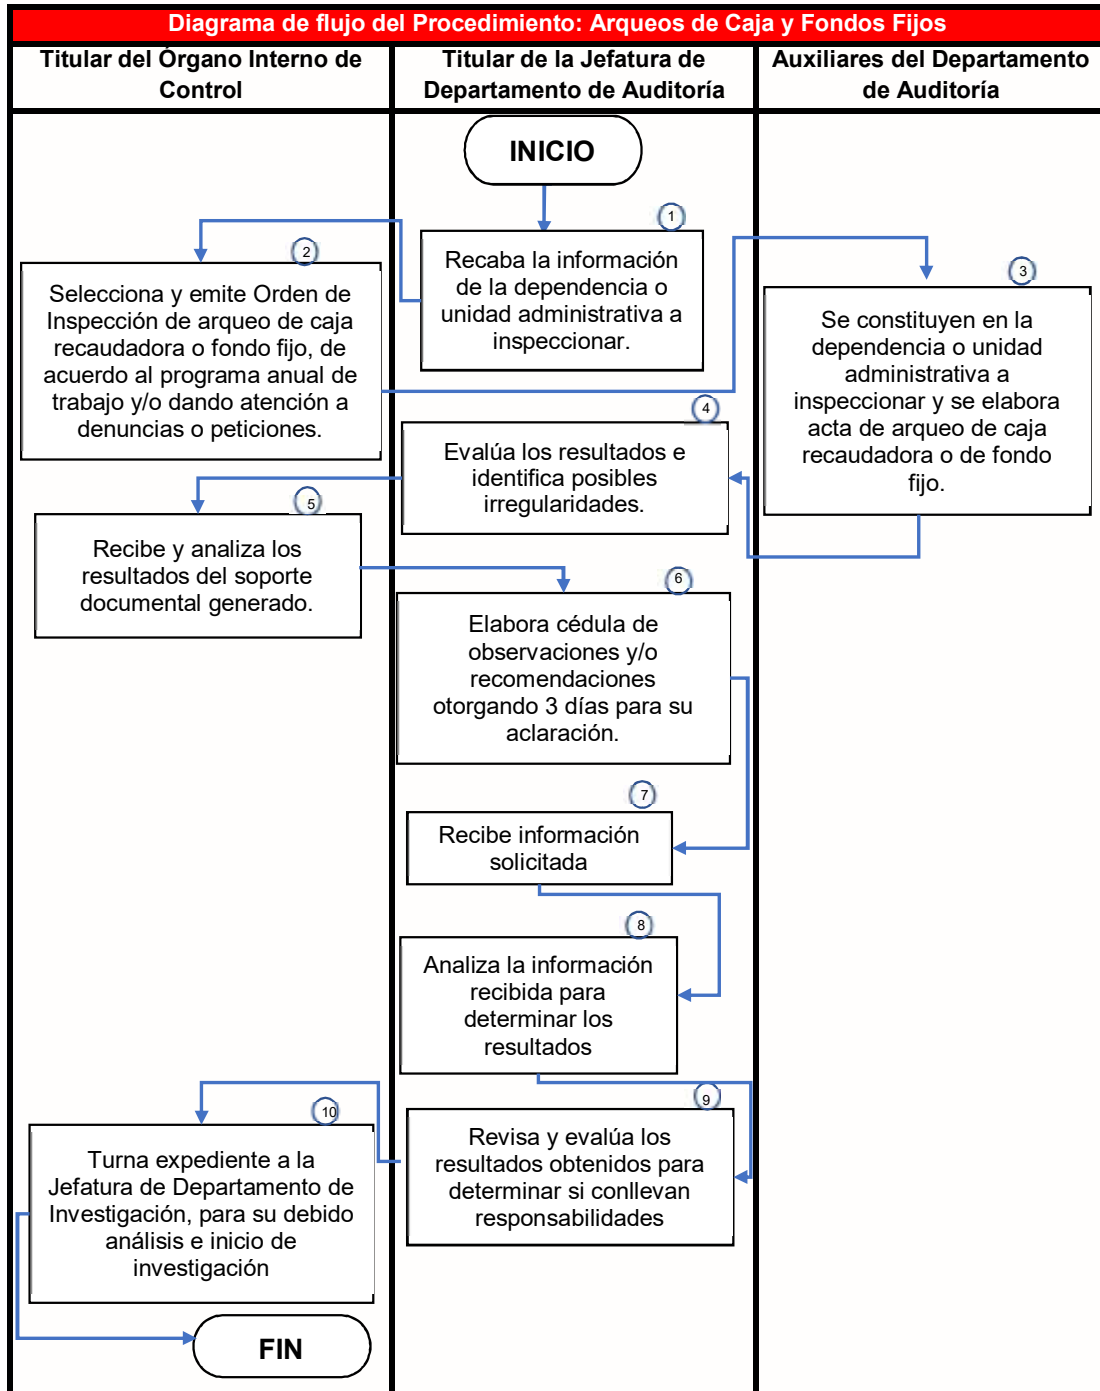 Diagrama de flujo del Procedimiento: Arqueos de Caja y Fondos Fijos
Titular del Órgano Interno de
Control
Titular de la Jefatura de
Departamento de Auditoría
Auxiliares del Departamento
de Auditoría
INICIO
1
Recaba la información
de la dependencia o
unidad administrativa a
inspeccionar.
2
Selecciona y emite Orden de
Inspección de arqueo de caja
recaudadora o fondo fijo, de
acuerdo al programa anual de
trabajo y/o dando atención a
denuncias o peticiones.
3
Se constituyen en la
dependencia o unidad
administrativa a
inspeccionar y se elabora
acta de arqueo de caja
recaudadora o de fondo
fijo.
4
Evalúa los resultados e
identifica posibles
irregularidades.
5
Recibe y analiza los
resultados del soporte
documental generado.
6
Elabora cédula de
observaciones y/o
recomendaciones
otorgando 3 días para su
aclaración.
7
Recibe información
solicitada
8
Analiza la información
recibida para
determinar los
resultados
9
Revisa y evalúa los
resultados obtenidos para
determinar si conllevan
responsabilidades
10
Turna expediente a la
Jefatura de Departamento de
Investigación, para su debido
análisis e inicio de
investigación
FIN